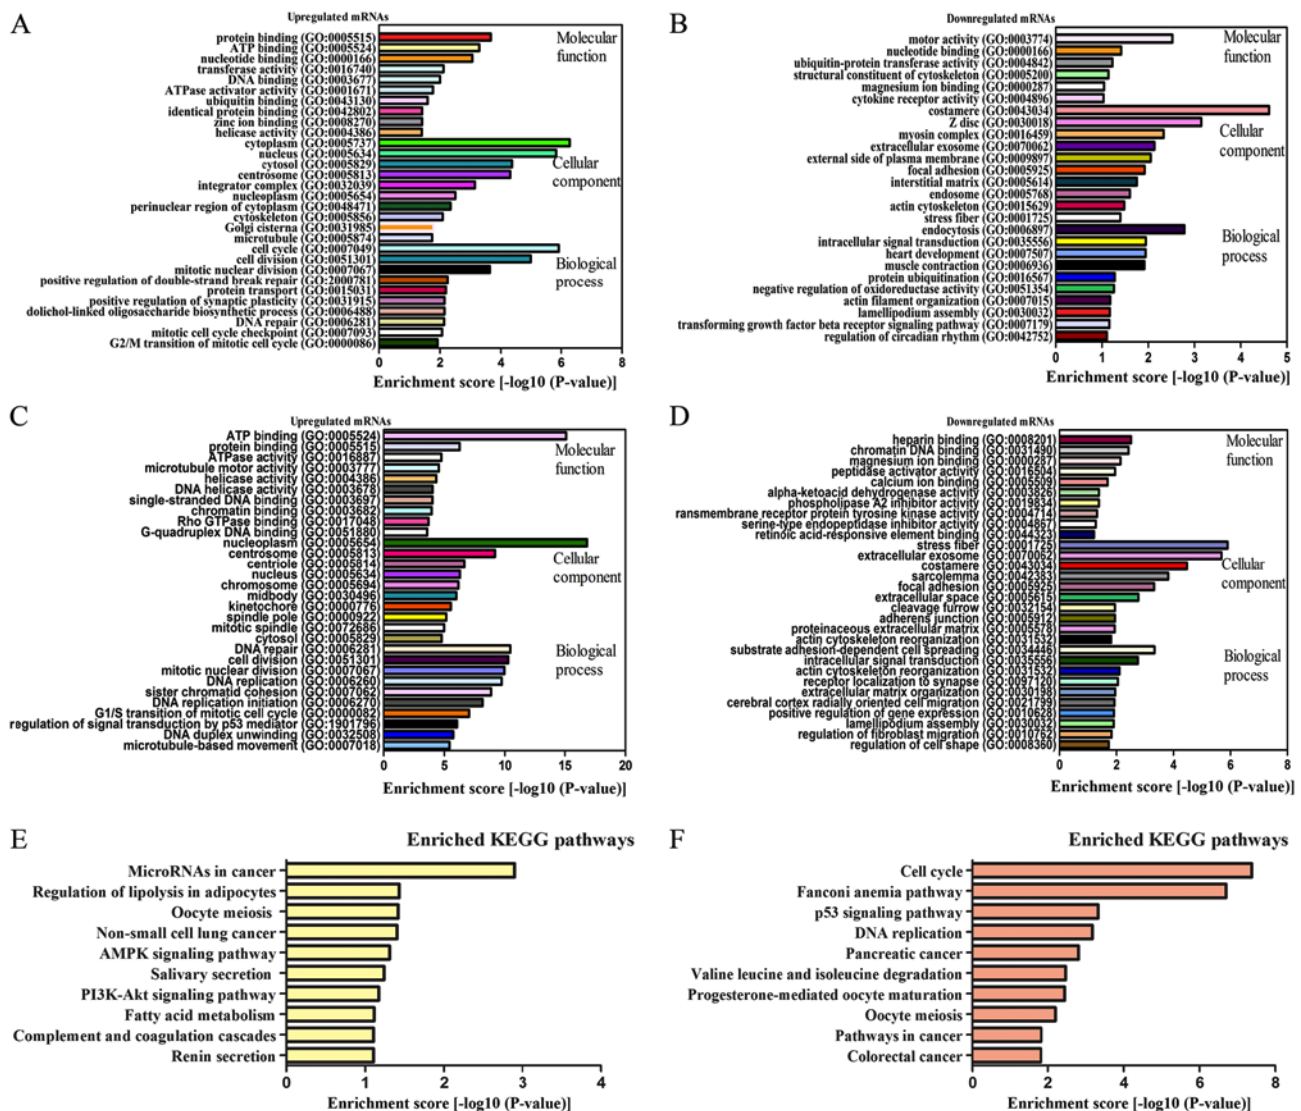 A
Upregulated mRNAs
protein binding (GO:0005515)
ATP binding (GO:0005524)
nucleotide binding (GO:0000166)
transferase activity (GO:0016740)
DNA binding (GO:0003677)
ATPase activator activity (GO:0001671)
ubiquitin binding (GO:0043130)
identical protein binding (GO:0042802)
zinc ion binding (GO:0008270)
helicase activity (GO:0004386)
cytoplasm (GO:0005737)
nucleus (GO:0005634)
cytosol (GO:0005829)
centrosome (GO:0005813)
integrator complex (GO:0032039)
nucleoplasm (GO:0005654)
perinuclear region of cytoplasm (GO:0048471)
cytoskeleton (GO:0005856)
Golgi cisterna (GO:0031985)
microtubule (GO:0005874)
cell cycle (GO:0007049)
cell division (GO:0051301)
mitotic nuclear division (GO:0007067)
positive regulation of double-strand break repair (GO:2000781)
protein transport (GO:0015031)
positive regulation of synaptic plasticity (GO:0031915)
dolichol-linked oligosaccharide biosynthetic process (GO:0006488)
DNA repair (GO:0006281)
mitotic cell cycle checkpoint (GO:0007093)
G2/M transition of mitotic cell cycle (GO:0000086)
Molecular
function
Cellular
component
Biological
process
0 2 4 6 8
Enrichment score [-log10 (P-value)]
B
Downregulated mRNAs
motor activity (GO:0003774)
nucleotide binding (GO:0000166)
ubiquitin-protein transferase activity (GO:0004842)
structural constituent of cytoskeleton (GO:0005200)
magnesium ion binding (GO:0000287)
cytokine receptor activity (GO:0004896)
costamere (GO:0043034)
Z disc (GO:0030018)
myosin complex (GO:0016459)
extracellular exosome (GO:0070062)
external side of plasma membrane (GO:0009897)
focal adhesion (GO:0005925)
interstitial matrix (GO:0005614)
endosome (GO:0005768)
actin cytoskeleton (GO:0015629)
stress fiber (GO:0001725)
endocytosis (GO:0006897)
intracellular signal transduction (GO:0035556)
heart development (GO:0007507)
muscle contraction (GO:0006936)
protein ubiquitination (GO:0016567)
negative regulation of oxidoreductase activity (GO:0051354)
actin filament organization (GO:0007015)
lamellipodium assembly (GO:0030032)
transforming growth factor beta receptor signaling pathway (GO:0007179)
regulation of circadian rhythm (GO:0042752)
Molecular
function
Cellular
component
Biological
process
0 1 2 3 4 5
Enrichment score [-log10 (P-value)]
C
Upregulated mRNAs
ATP binding (GO:0005524)
protein binding (GO:0005515)
ATPase activity (GO:0016887)
microtubule motor activity (GO:0003777)
helicase activity (GO:0004386)
DNA helicase activity (GO:0003678)
single-stranded DNA binding (GO:0003697)
chromatin binding (GO:0003682)
Rho GTPase binding (GO:0017048)
G-quadruplex DNA binding (GO:0051880)
nucleoplasm (GO:0005654)
centrosome (GO:0005813)
centriole (GO:0005814)
nucleus (GO:0005634)
chromosome (GO:0005694)
midbody (GO:0030496)
kinetochore (GO:0000776)
spindle pole (GO:0000922)
mitotic spindle (GO:0072686)
cytosol (GO:0005829)
DNA repair (GO:0006281)
cell division (GO:0051301)
mitotic nuclear division (GO:0007067)
DNA replication (GO:0006260)
sister chromatid cohesion (GO:0007062)
DNA replication initiation (GO:0006270)
G1/S transition of mitotic cell cycle (GO:0000082)
regulation of signal transduction by p53 mediator (GO:1901796)
DNA duplex unwinding (GO:0032508)
microtubule-based movement (GO:0007018)
Molecular
function
Cellular
component
Biological
process
0 5 10 15 20
Enrichment score [-log10 (P-value)]
D
Downregulated mRNAs
heparin binding (GO:0008201)
chromatin DNA binding (GO:0031490)
magnesium ion binding (GO:0000287)
peptidase activator activity (GO:0016504)
calcium ion binding (GO:0005509)
alpha-ketoacid dehydrogenase activity (GO:0003826)
phospholipase A2 inhibitor activity (GO:0019834)
ransmembrane receptor protein tyrosine kinase activity (GO:0004714)
serine-type endopeptidase inhibitor activity (GO:0004867)
retinoic acid-responsive element binding (GO:0044323)
stress fiber (GO:0001725)
extracellular exosome (GO:0070062)
costamere (GO:0043034)
sarcolemma (GO:0042383)
focal adhesion (GO:0005925)
extracellular space (GO:0005615)
cleavage furrow (GO:0032154)
adherens junction (GO:0005912)
proteinaceous extracellular matrix (GO:0005578)
actin cytoskeleton reorganization (GO:0031532)
substrate adhesion-dependent cell spreading (GO:0034446)
intracellular signal transduction (GO:0035556)
actin cytoskeleton reorganization (GO:0031532)
receptor localization to synapse (GO:0097120)
extracellular matrix organization (GO:0030198)
cerebral cortex radially oriented cell migration (GO:0021799)
positive regulation of gene expression (GO:0010628)
lamellipodium assembly (GO:0030032)
regulation of fibroblast migration (GO:0010762)
regulation of cell shape (GO:0008360)
Molecular
function
Cellular
component
Biological
process
0 2 4 6 8
Enrichment score [-log10 (P-value)]
E
Enriched KEGG pathways
MicroRNAs in cancer
Regulation of lipolysis in adipocytes
Oocyte meiosis
Non-small cell lung cancer
AMPK signaling pathway
Salivary secretion
PI3K-Akt signaling pathway
Fatty acid metabolism
Complement and coagulation cascades
Renin secretion
0 1 2 3 4
Enrichment score [-log10 (P-value)]
F
Enriched KEGG pathways
Cell cycle
Fanconi anemia pathway
p53 signaling pathway
DNA replication
Pancreatic cancer
Valine leucine and isoleucine degradation
Progesterone-mediated oocyte maturation
Oocyte meiosis
Pathways in cancer
Colorectal cancer
0 2 4 6 8
Enrichment score [-log10 (P-value)]